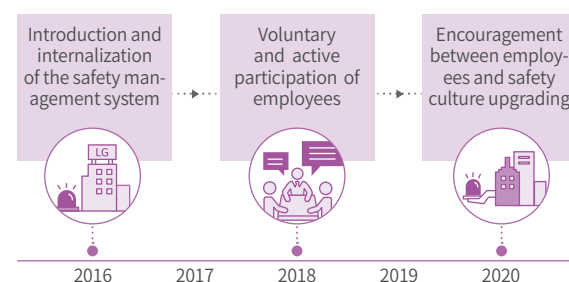 Introduction and
internalization
of the safety man-
agement system
Voluntary
and active
participation of
employees
Encouragement
between employ-
ees and safety
culture upgrading
LG
2016
2017
2018
2019
2020